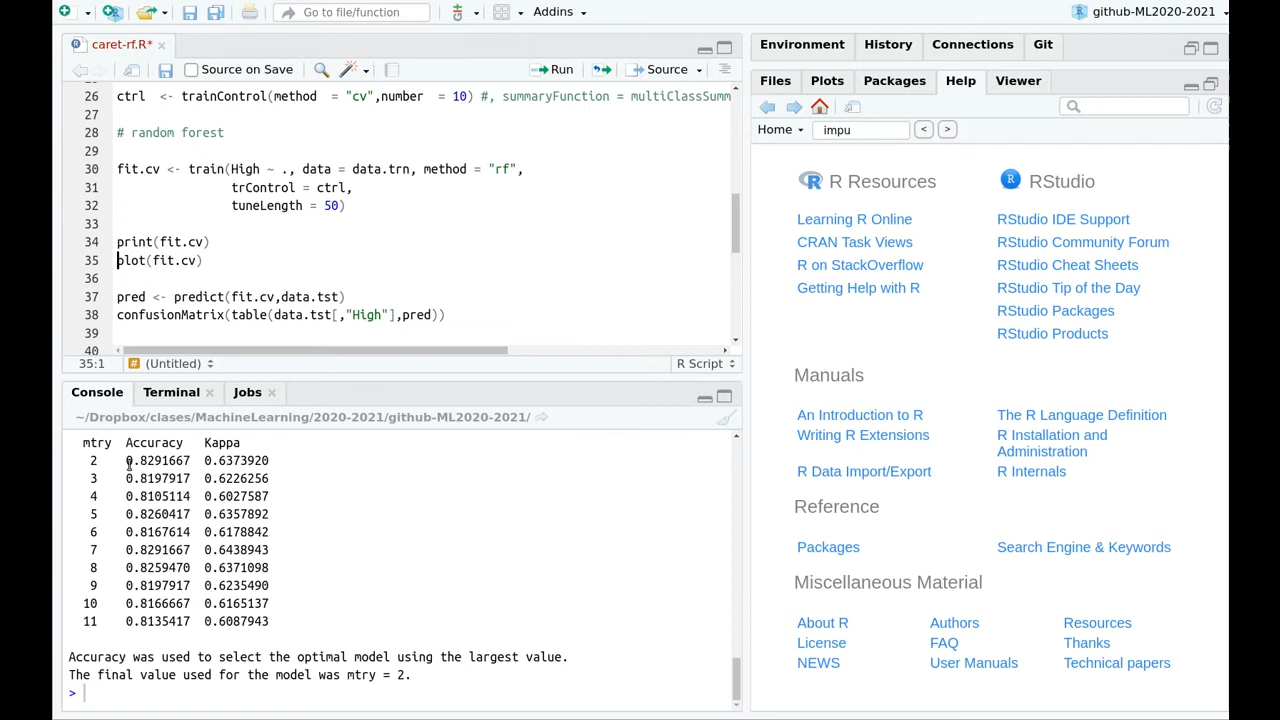 Go to file/function
Addins
github-ML2020-2021
caret-rf.R*
Source on Save
Run
Source
26 ctrl <- trainControl(method = "cv",number = 10) #, summaryFunction = multiClassSumm
27
28 # random forest
29
30 fit.cv <- train(High ~ ., data = data.trn, method = "rf",
31 trControl = ctrl,
32 tuneLength = 50)
33
34 print(fit.cv)
35 plot(fit.cv)
36
37 pred <- predict(fit.cv,data.tst)
38 confusionMatrix(table(data.tst[,"High"],pred))
39
40
35:1
(Untitled)
R Script
Console
Terminal
Jobs
~/Dropbox/clases/MachineLearning/2020-2021/github-ML2020-2021/
mtry Accuracy Kappa
2 0.8291667 0.6373920
3 0.8197917 0.6226256
4 0.8105114 0.6027587
5 0.8260417 0.6357892
6 0.8167614 0.6178842
7 0.8291667 0.6438943
8 0.8259470 0.6371098
9 0.8197917 0.6235490
10 0.8166667 0.6165137
11 0.8135417 0.6087943
Accuracy was used to select the optimal model using the largest value.
The final value used for the model was mtry = 2.
>
Environment
History
Connections
Git
Files
Plots
Packages
Help
Viewer
Home
impu
< >
R Resources
Learning R Online
CRAN Task Views
R on StackOverflow
Getting Help with R
RStudio
RStudio IDE Support
RStudio Community Forum
RStudio Cheat Sheets
RStudio Tip of the Day
RStudio Packages
RStudio Products
Manuals
An Introduction to R
Writing R Extensions
R Data Import/Export
The R Language Definition
R Installation and
Administration
R Internals
Reference
Packages
Search Engine & Keywords
Miscellaneous Material
About R
License
NEWS
Authors
FAQ
User Manuals
Resources
Thanks
Technical papers